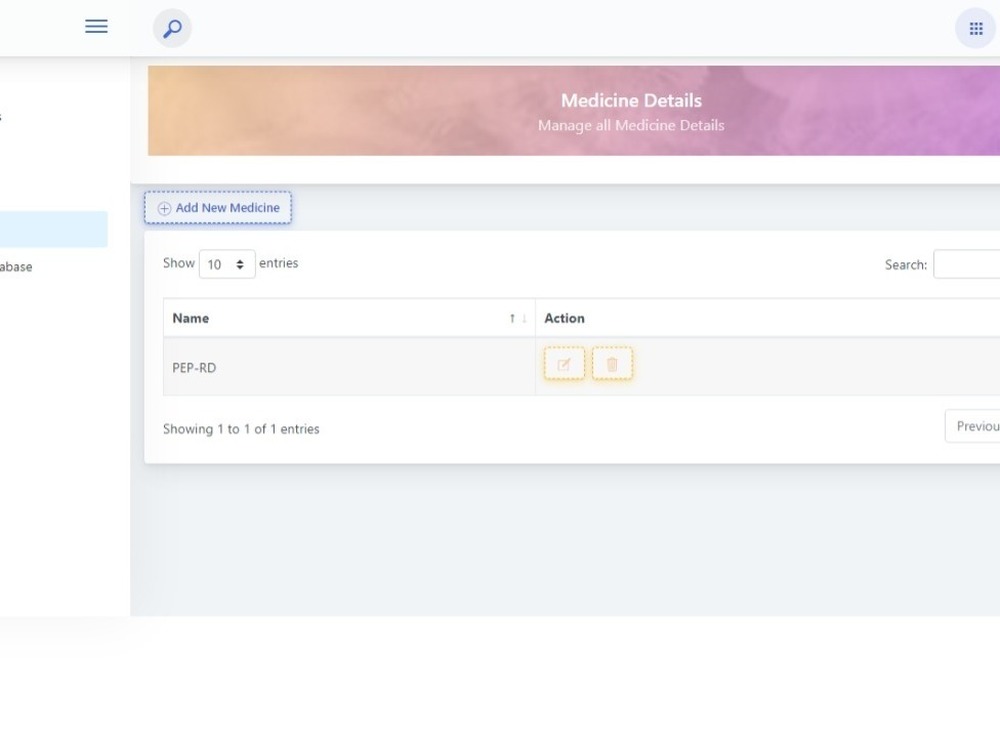 Medicine Details
Manage all Medicine Details
Add New Medicine
abase
Show 10 entries
Search:
Name
Action
PEP-RD
Showing 1 to 1 of 1 entries
Previou